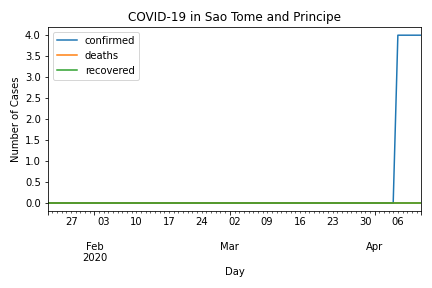 COVID-19 in Sao Tome and Principe
confirmed
deaths
recovered
Number of Cases
4.0
3.5
3.0
2.5
2.0
1.5
1.0
0.5
0.0
27 03 10 17 24 02 09 16 23 30 06
Feb Mar Apr
2020
Day